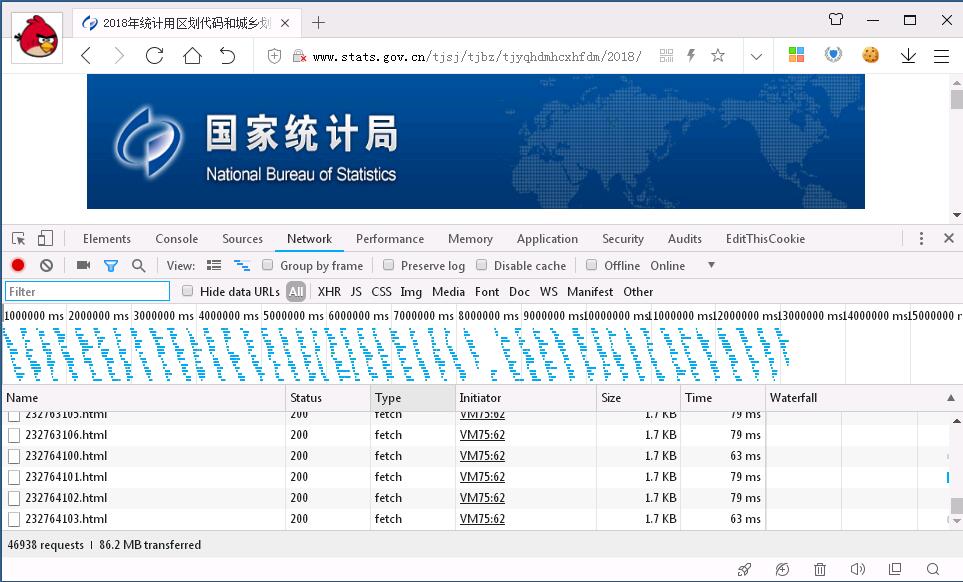 2018年统计用区划代码和城乡划
www.stats.gov.cn/tjsj/tjbz/tjyqhdmhcxhfdm/2018/
国家统计局
National Bureau of Statistics
Elements Console Sources Network Performance Memory Application Security Audits EditThisCookie
View: Group by frame Preserve log Disable cache Offline Online
Filter Hide data URLs All XHR JS CSS Img Media Font Doc WS Manifest Other
1000000 ms 2000000 ms 3000000 ms 4000000 ms 5000000 ms 6000000 ms 7000000 ms 8000000 ms 9000000 ms 10000000 ms 11000000 ms 12000000 ms 13000000 ms 14000000 ms 15000000 m
Name Status Type Initiator Size Time Waterfall
232763105.html 200 fetch VM75:62 1.7 KB 79 ms
232763106.html 200 fetch VM75:62 1.7 KB 79 ms
232764100.html 200 fetch VM75:62 1.7 KB 63 ms
232764101.html 200 fetch VM75:62 1.7 KB 79 ms
232764102.html 200 fetch VM75:62 1.7 KB 79 ms
232764103.html 200 fetch VM75:62 1.7 KB 63 ms
46938 requests | 86.2 MB transferred